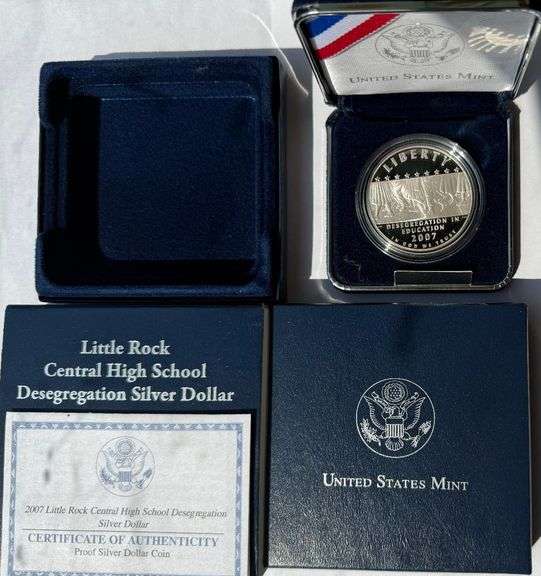 UNITED STATES MINT
LIBERTY
DESEGREGATION IN
EDUCATION
2007
IN GOD WE TRUST
Little Rock
Central High School
Desegregation Silver Dollar
2007 Little Rock Central High School Desegregation
Silver Dollar
CERTIFICATE OF AUTHENTICITY
Proof Silver Dollar Coin
UNITED STATES MINT